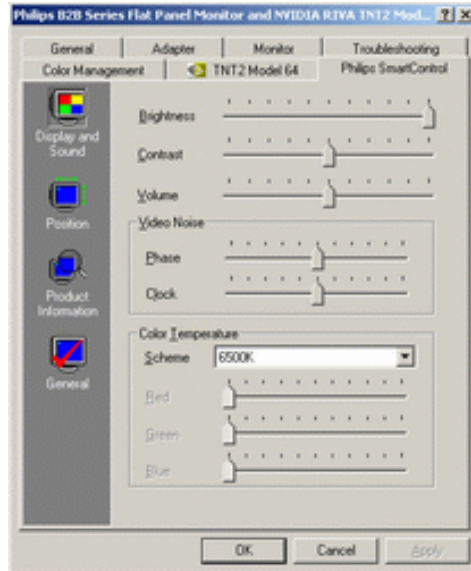 Philips B2B Series Flat Panel Monitor and NVIDIA RIVA TNT2 Mod...
General Adapter Monitor Troubleshooting
Color Management TNT2 Model 64 Philips SmartControl
Display and
Sound
Position
Product
Information
General
Brightness
Contrast
Volume
Video Noise
Phase
Clock
Color Temperature
Scheme 6500K
Red
Green
Blue
OK Cancel Apply